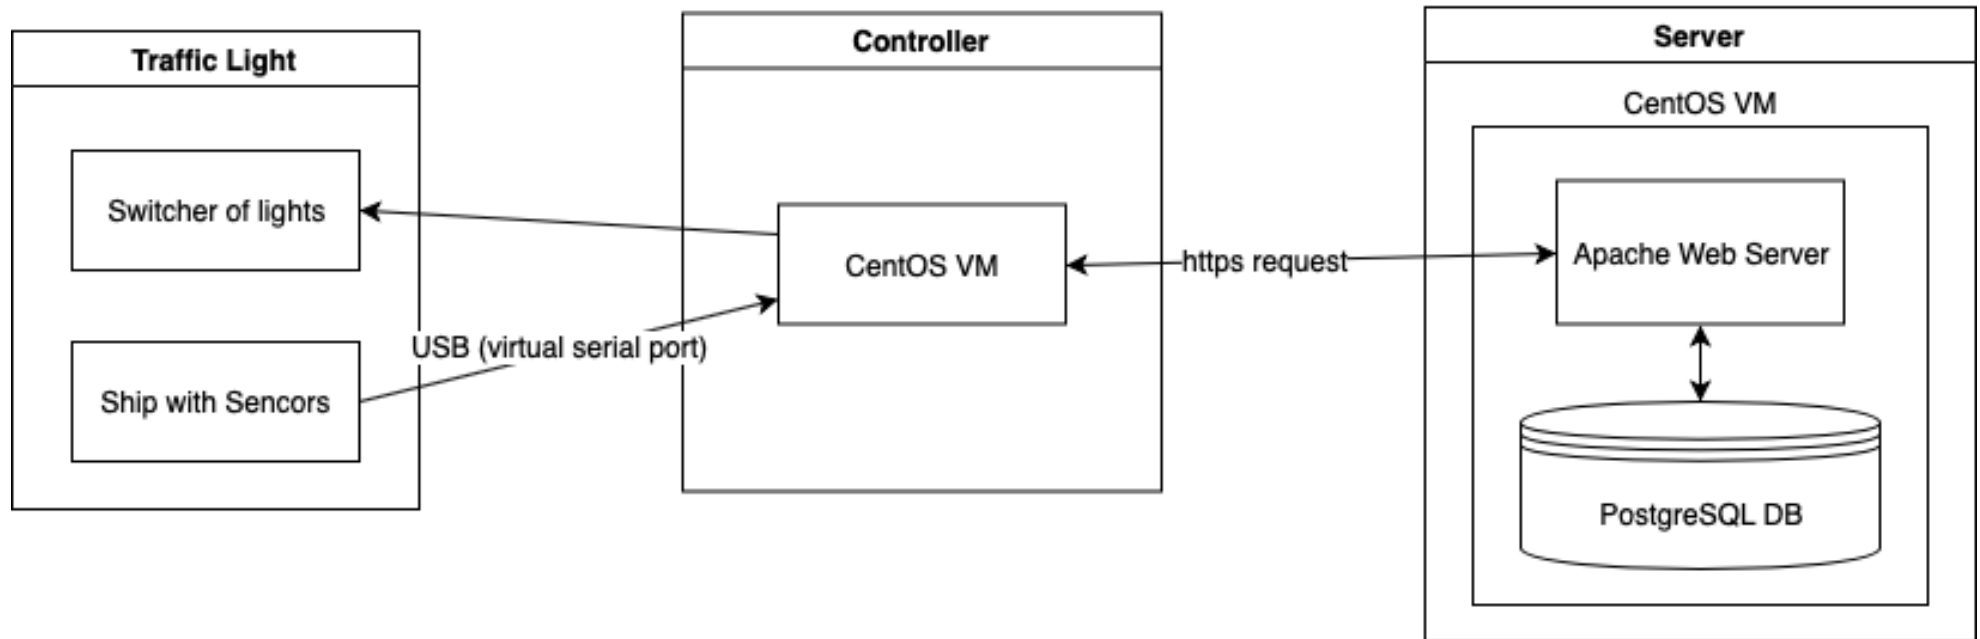 Traffic Light
Switcher of lights
Ship with Sencors
USB (virtual serial port)
Controller
CentOS VM
https request
Server
CentOS VM
Apache Web Server
PostgreSQL DB